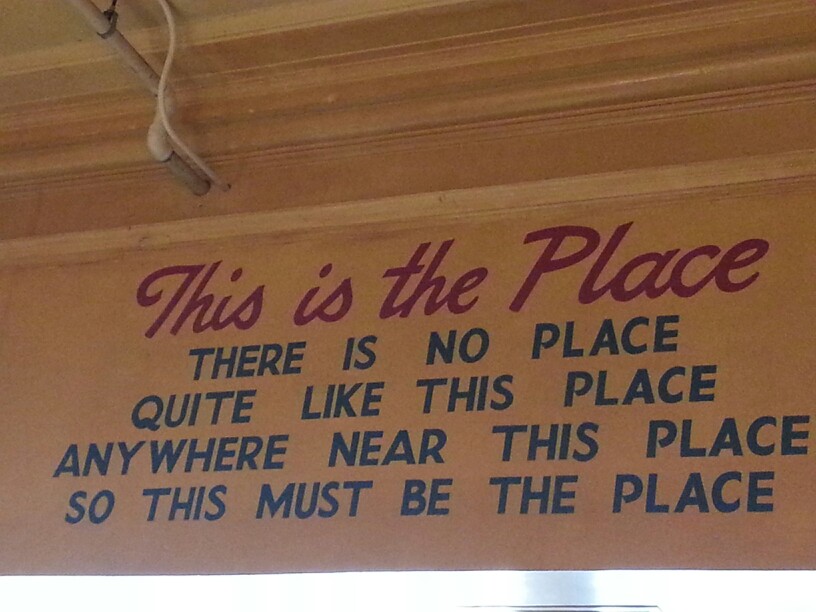 This is the Place
THERE IS NO PLACE
QUITE LIKE THIS PLACE
ANYWHERE NEAR THIS PLACE
SO THIS MUST BE THE PLACE